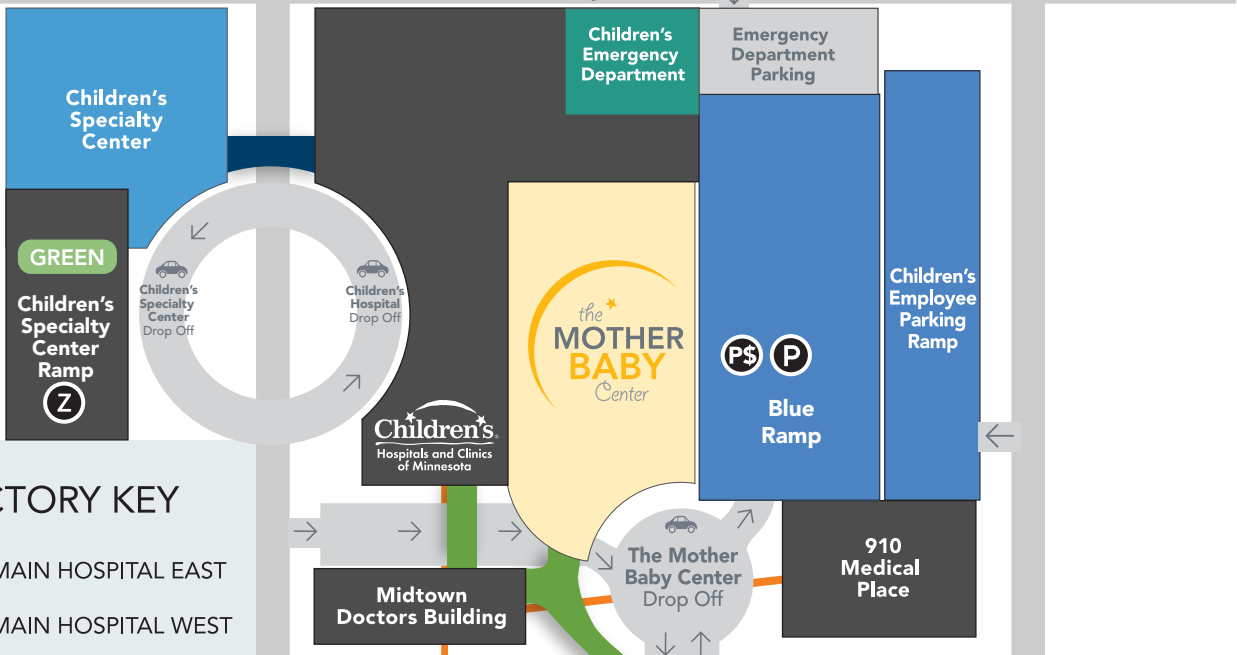 Children's
Specialty
Center
Children's
Emergency
Department
Emergency
Department
Parking
GREEN
Children's
Specialty
Center
Ramp
Z
Children's
Specialty
Center
Drop Off
Children's
Hospital
Drop Off
the
MOTHER
BABY
Center
P$ P
Blue
Ramp
Children's
Employee
Parking
Ramp
Children's®
Hospitals and Clinics
of Minnesota
CTORY KEY
MAIN HOSPITAL EAST
MAIN HOSPITAL WEST
Midtown
Doctors Building
The Mother
Baby Center
Drop Off
910
Medical
Place